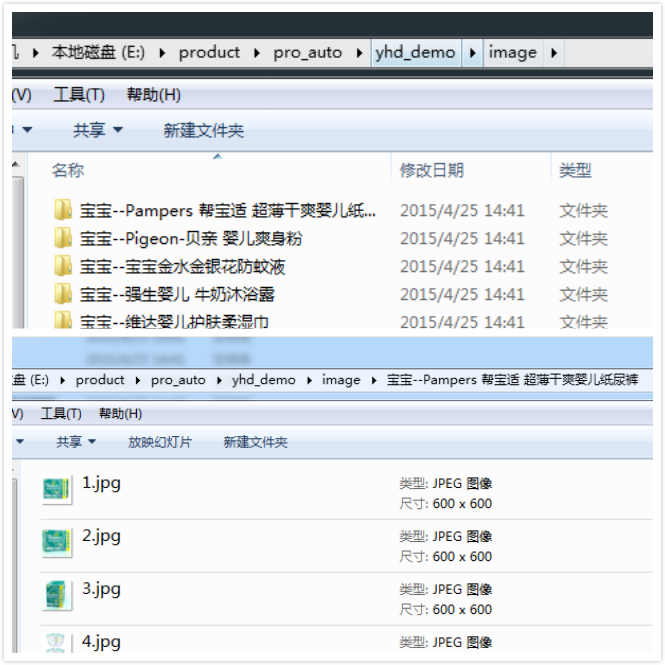 本地磁盘 (E:) product pro_auto yhd_demo image
(V) 工具(T) 帮助(H)
共享 新建文件夹
名称 修改日期 类型
宝宝--Pampers 帮宝适 超薄干爽婴儿纸... 2015/4/25 14:41 文件夹
宝宝--Pigeon-贝亲 婴儿爽身粉 2015/4/25 14:41 文件夹
宝宝--宝宝金水金银花防蚊液 2015/4/25 14:41 文件夹
宝宝--强生婴儿 牛奶沐浴露 2015/4/25 14:41 文件夹
宝宝--维达婴儿护肤柔湿巾 2015/4/25 14:41 文件夹
盘 (E:) product pro_auto yhd_demo image 宝宝--Pampers 帮宝适 超薄干爽婴儿纸尿裤
V) 工具(T) 帮助(H)
共享 放映幻灯片 新建文件夹
1.jpg 类型: JPEG 图像
尺寸: 600 x 600
2.jpg 类型: JPEG 图像
尺寸: 600 x 600
3.jpg 类型: JPEG 图像
尺寸: 600 x 600
4.jpg 类型: JPEG 图像